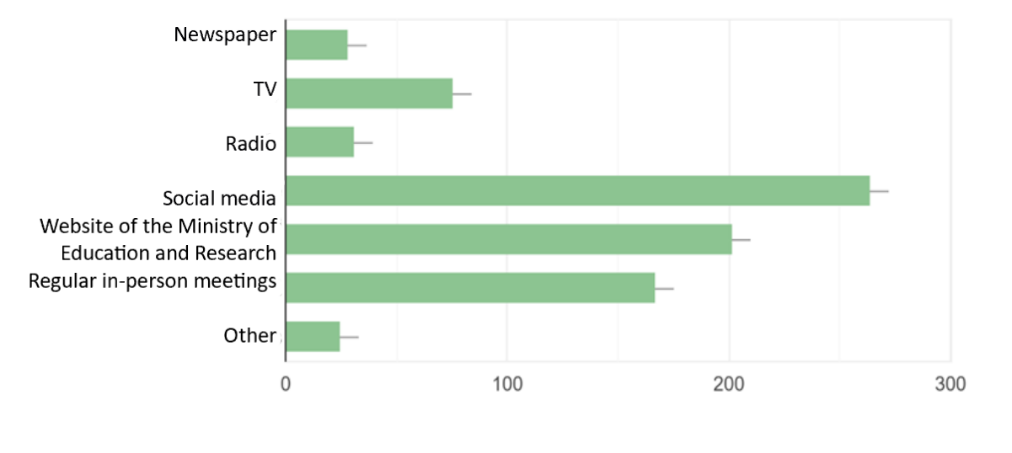 Newspaper
TV
Radio
Social media
Website of the Ministry of
Education and Research
Regular in-person meetings
Other
0 100 200 300